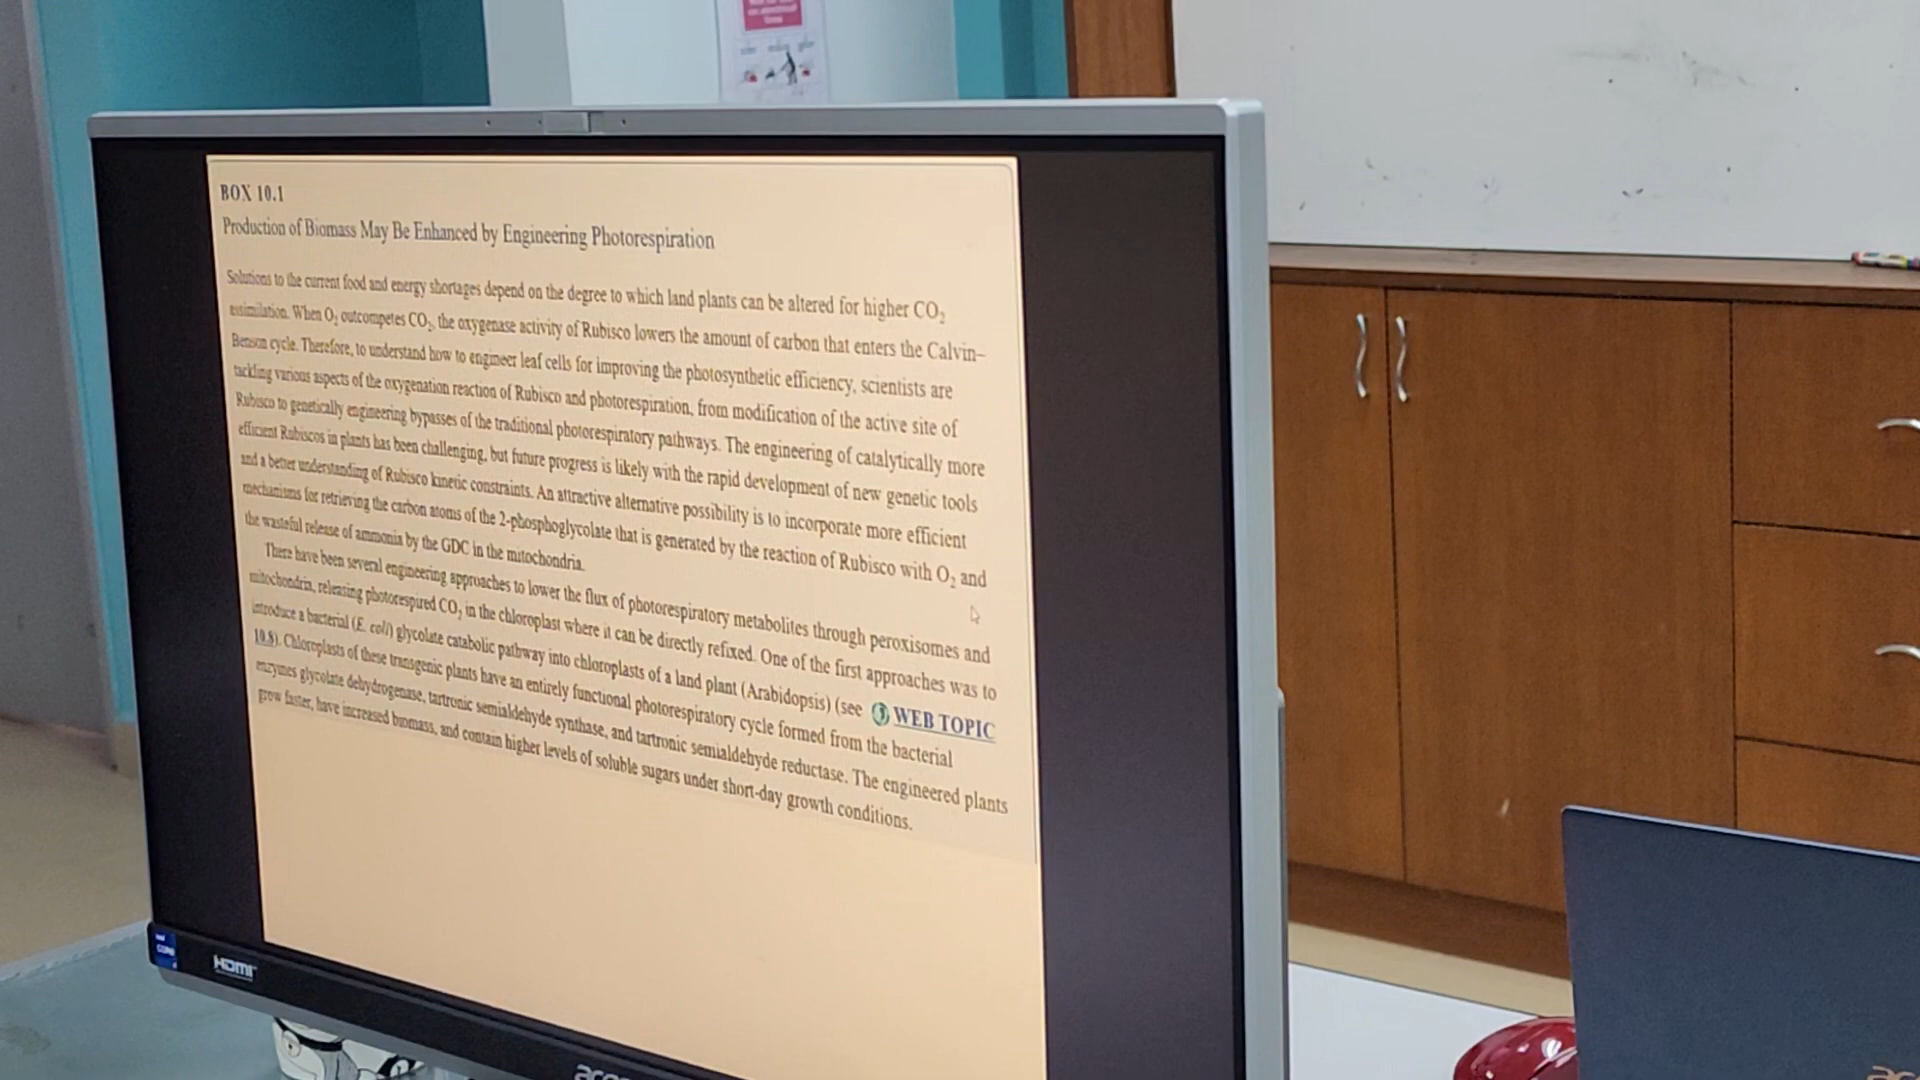 BOX 10.1
Production of Biomass May Be Enhanced by Engineering Photorespiration
Solutions to the current food and energy shortages depend on the degree to which land plants can be altered for higher CO₂
assimilation. When O₂ outcompetes CO₂, the oxygenase activity of Rubisco lowers the amount of carbon that enters the Calvin–
Benson cycle. Therefore, to understand how to engineer leaf cells for improving the photosynthetic efficiency, scientists are
tackling various aspects of the oxygenation reaction of Rubisco and photorespiration, from modification of the active site of
Rubisco to genetically engineering bypasses of the traditional photorespiratory pathways. The engineering of catalytically more
efficient Rubiscos in plants has been challenging, but future progress is likely with the rapid development of new genetic tools
and a better understanding of Rubisco kinetic constraints. An attractive alternative possibility is to incorporate more efficient
mechanisms for retrieving the carbon atoms of the 2-phosphoglycolate that is generated by the reaction of Rubisco with O₂ and
the wasteful release of ammonia by the GDC in the mitochondria.
There have been several engineering approaches to lower the flux of photorespiratory metabolites through peroxisomes and
mitochondria, releasing photorespired CO₂ in the chloroplast where it can be directly refixed. One of the first approaches was to
introduce a bacterial (E. coli) glycolate catabolic pathway into chloroplasts of a land plant (Arabidopsis) (see WEB TOPIC
10.8). Chloroplasts of these transgenic plants have an entirely functional photorespiratory cycle formed from the bacterial
enzymes glycolate dehydrogenase, tartronic semialdehyde synthase, and tartronic semialdehyde reductase. The engineered plants
grow faster, have increased biomass, and contain higher levels of soluble sugars under short-day growth conditions.
intel
CORE
HDMI